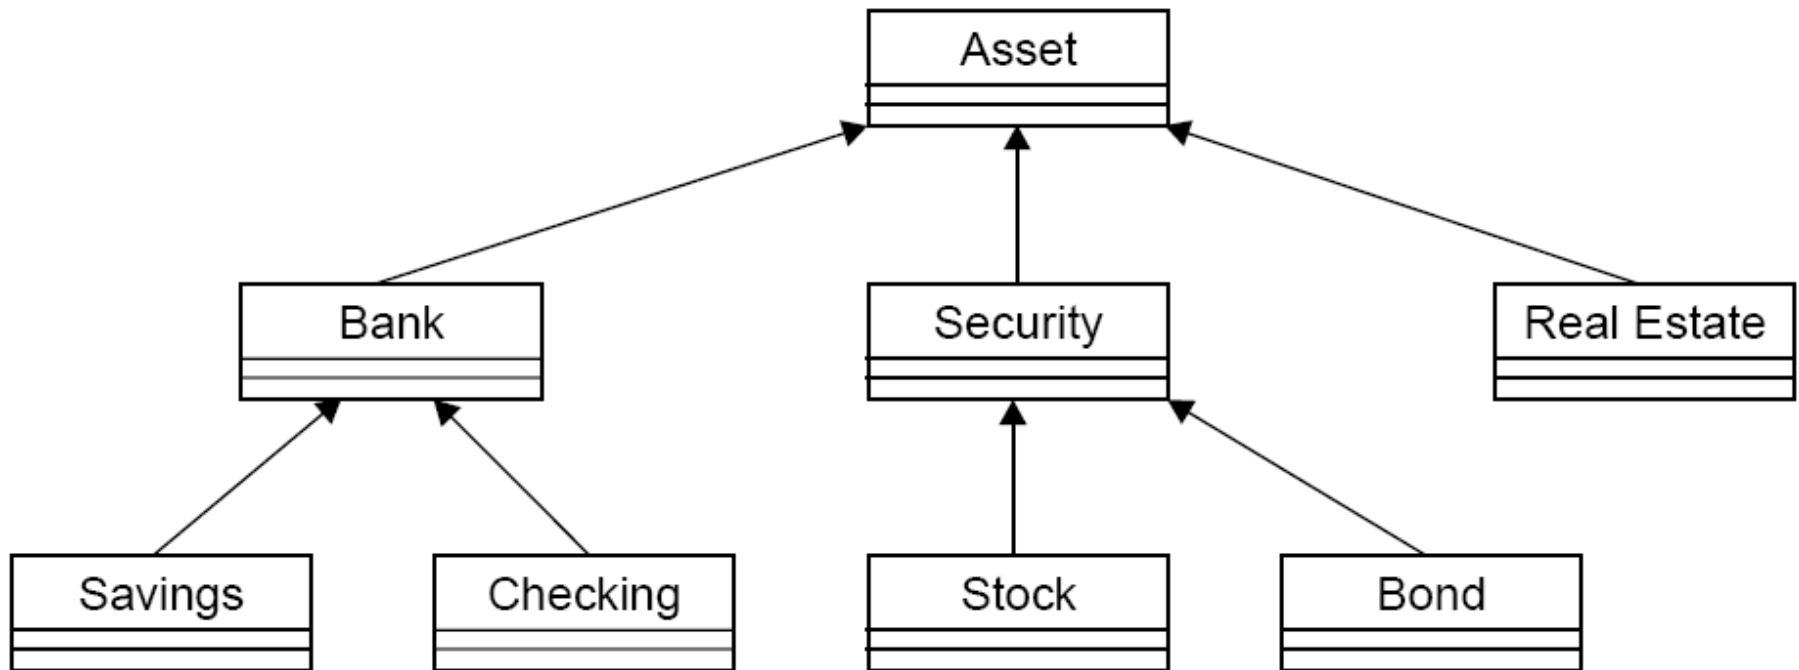 Asset
Bank
Security
Real Estate
Savings
Checking
Stock
Bond